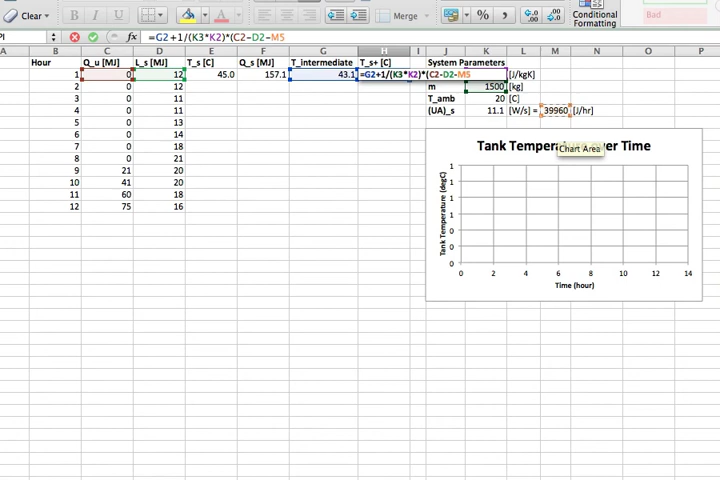 Clear
B I U
A
Merge
%
.0 .00
.00 .0
Conditional
Formatting
Bad
fx =G2+1/(K3*K2)*(C2-D2-M5
A B C D E F G H I J K L M N O P
Hour Q_u [MJ] L_s [MJ] T_s [C] Q_s [MJ] T_intermediate T_s+ [C] System Parameters
1 0 12 45.0 157.1 43.1 =G2+1/(K3*K2)*(C2-D2-M5 [J/kgK]
2 0 12 m 1500 [kg]
3 0 11 T_amb 20 [C]
4 0 11 (UA)_s 11.1 [W/s] = 39960 [J/hr]
5 0 13
6 0 14
7 0 18
8 0 21
9 21 20
10 41 20
11 60 18
12 75 16
Tank Temperature over Time
Chart Area
Tank Temperature (degC)
1
1
1
1
0
0
0
0 2 4 6 8 10 12 14
Time (hour)